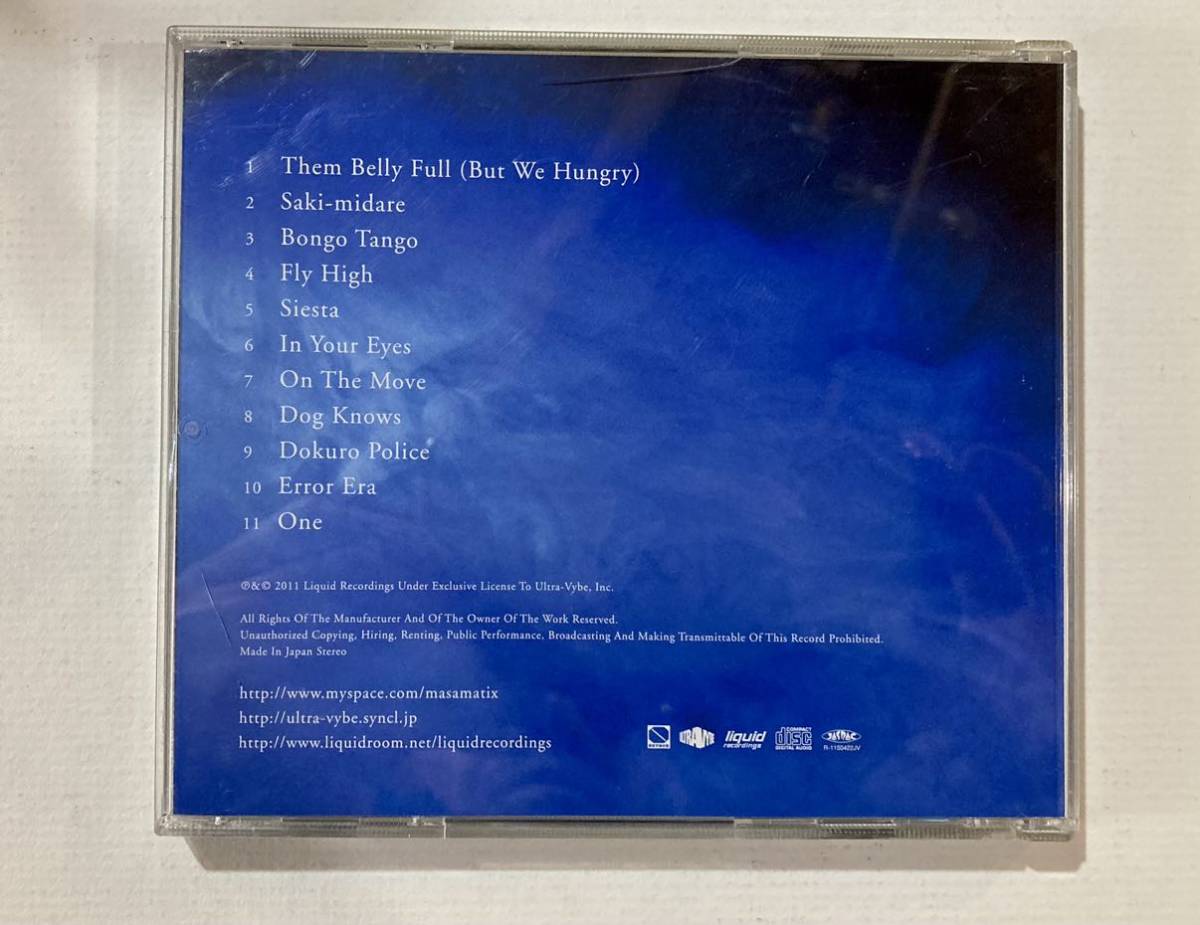 1 Them Belly Full (But We Hungry)
2 Saki-midare
3 Bongo Tango
4 Fly High
5 Siesta
6 In Your Eyes
7 On The Move
8 Dog Knows
9 Dokuro Police
10 Error Era
11 One
℗&© 2011 Liquid Recordings Under Exclusive License To Ultra-Vybe, Inc.
All Rights Of The Manufacturer And Of The Owner Of The Work Reserved.
Unauthorized Copying, Hiring, Renting, Public Performance, Broadcasting And Making Transmittable Of This Record Prohibited.
Made In Japan Stereo
http://www.myspace.com/masamatix
http://ultra-vybe.syncl.jp
http://www.liquidroom.net/liquidrecordings
liquid recordings
COMPACT disc DIGITAL AUDIO
JASRAC